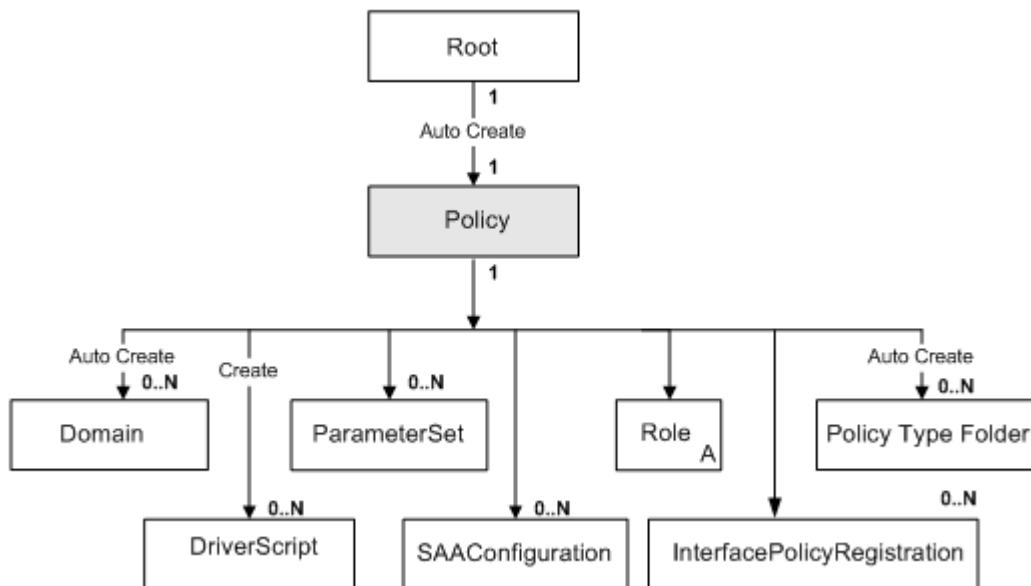 Root
1
Auto Create
1
Policy
1
Auto Create
Create
Auto Create
0..N
0..N
0..N
Domain
ParameterSet
Role
A
Policy Type Folder
0..N
0..N
0..N
DriverScript
SAAConfiguration
InterfacePolicyRegistration